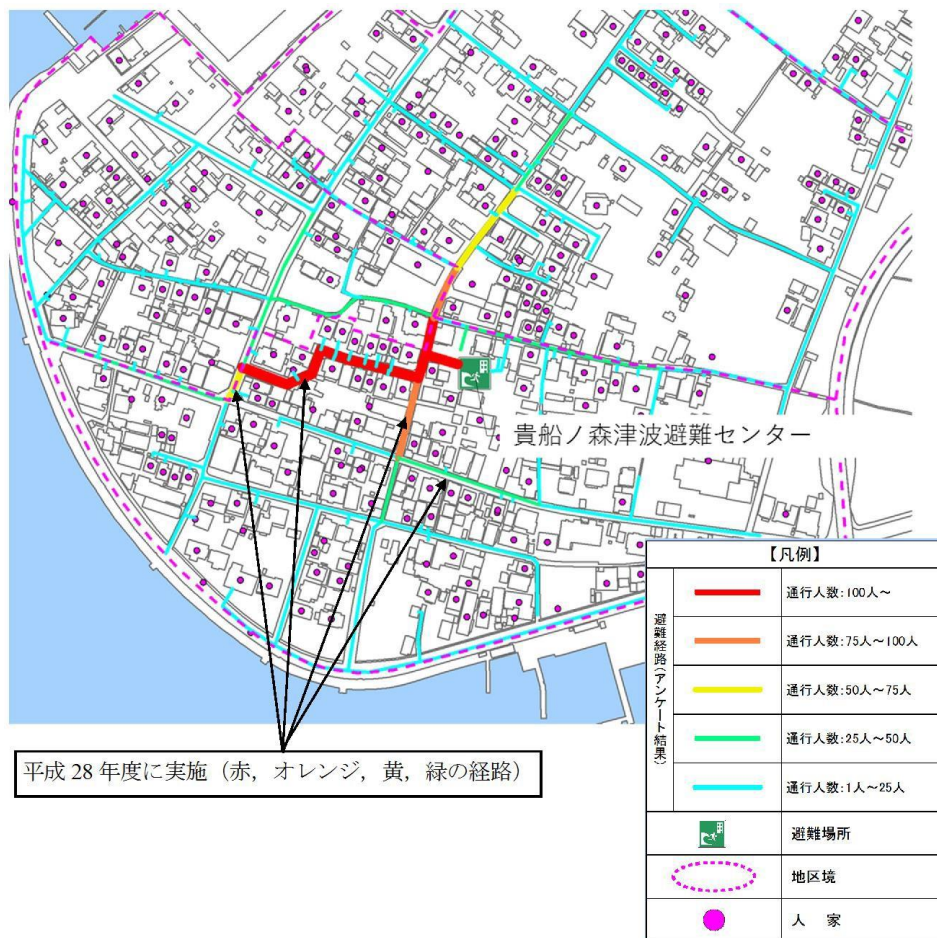 貴船ノ森津波避難センター
平成 28 年度に実施（赤，オレンジ，黄，緑の経路）
【凡例】
避難経路(アンケート結果)
通行人数:100人～
通行人数:75人～100人
通行人数:50人～75人
通行人数:25人～50人
通行人数:1人～25人
避難場所
地区境
人　家